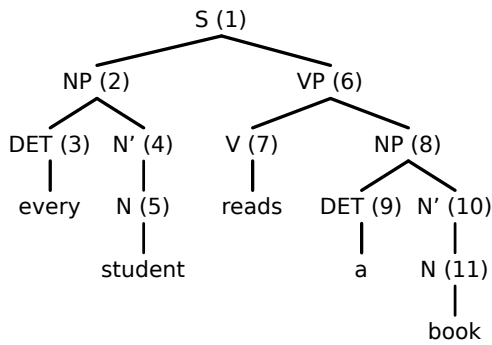 S (1)
NP (2) VP (6)
DET (3) N’ (4) V (7) NP (8)
every N (5) reads DET (9) N’ (10)
student a N (11)
book